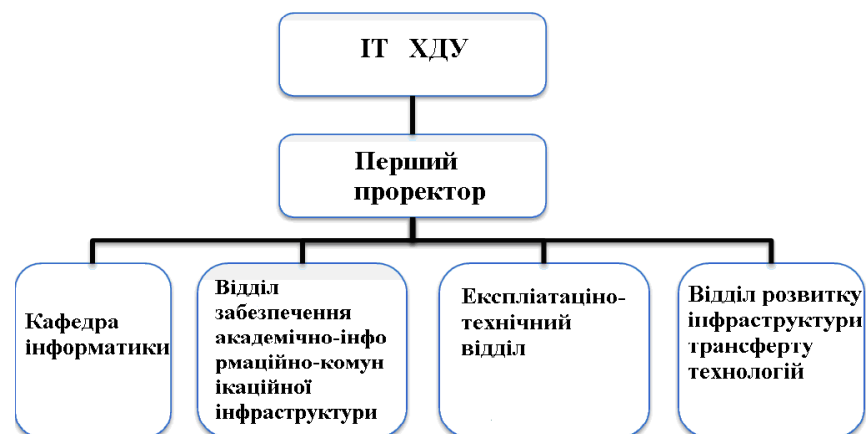 ІТ ХДУ
Перший
проректор
Кафедра
інформатики
Відділ
забезпечення
академічно-інфо
рмаційно-комун
ікаційної
інфраструктури
Експліатаціно-
технічний
відділ
Відділ розвитку
інфраструктури
трансферту
технологій